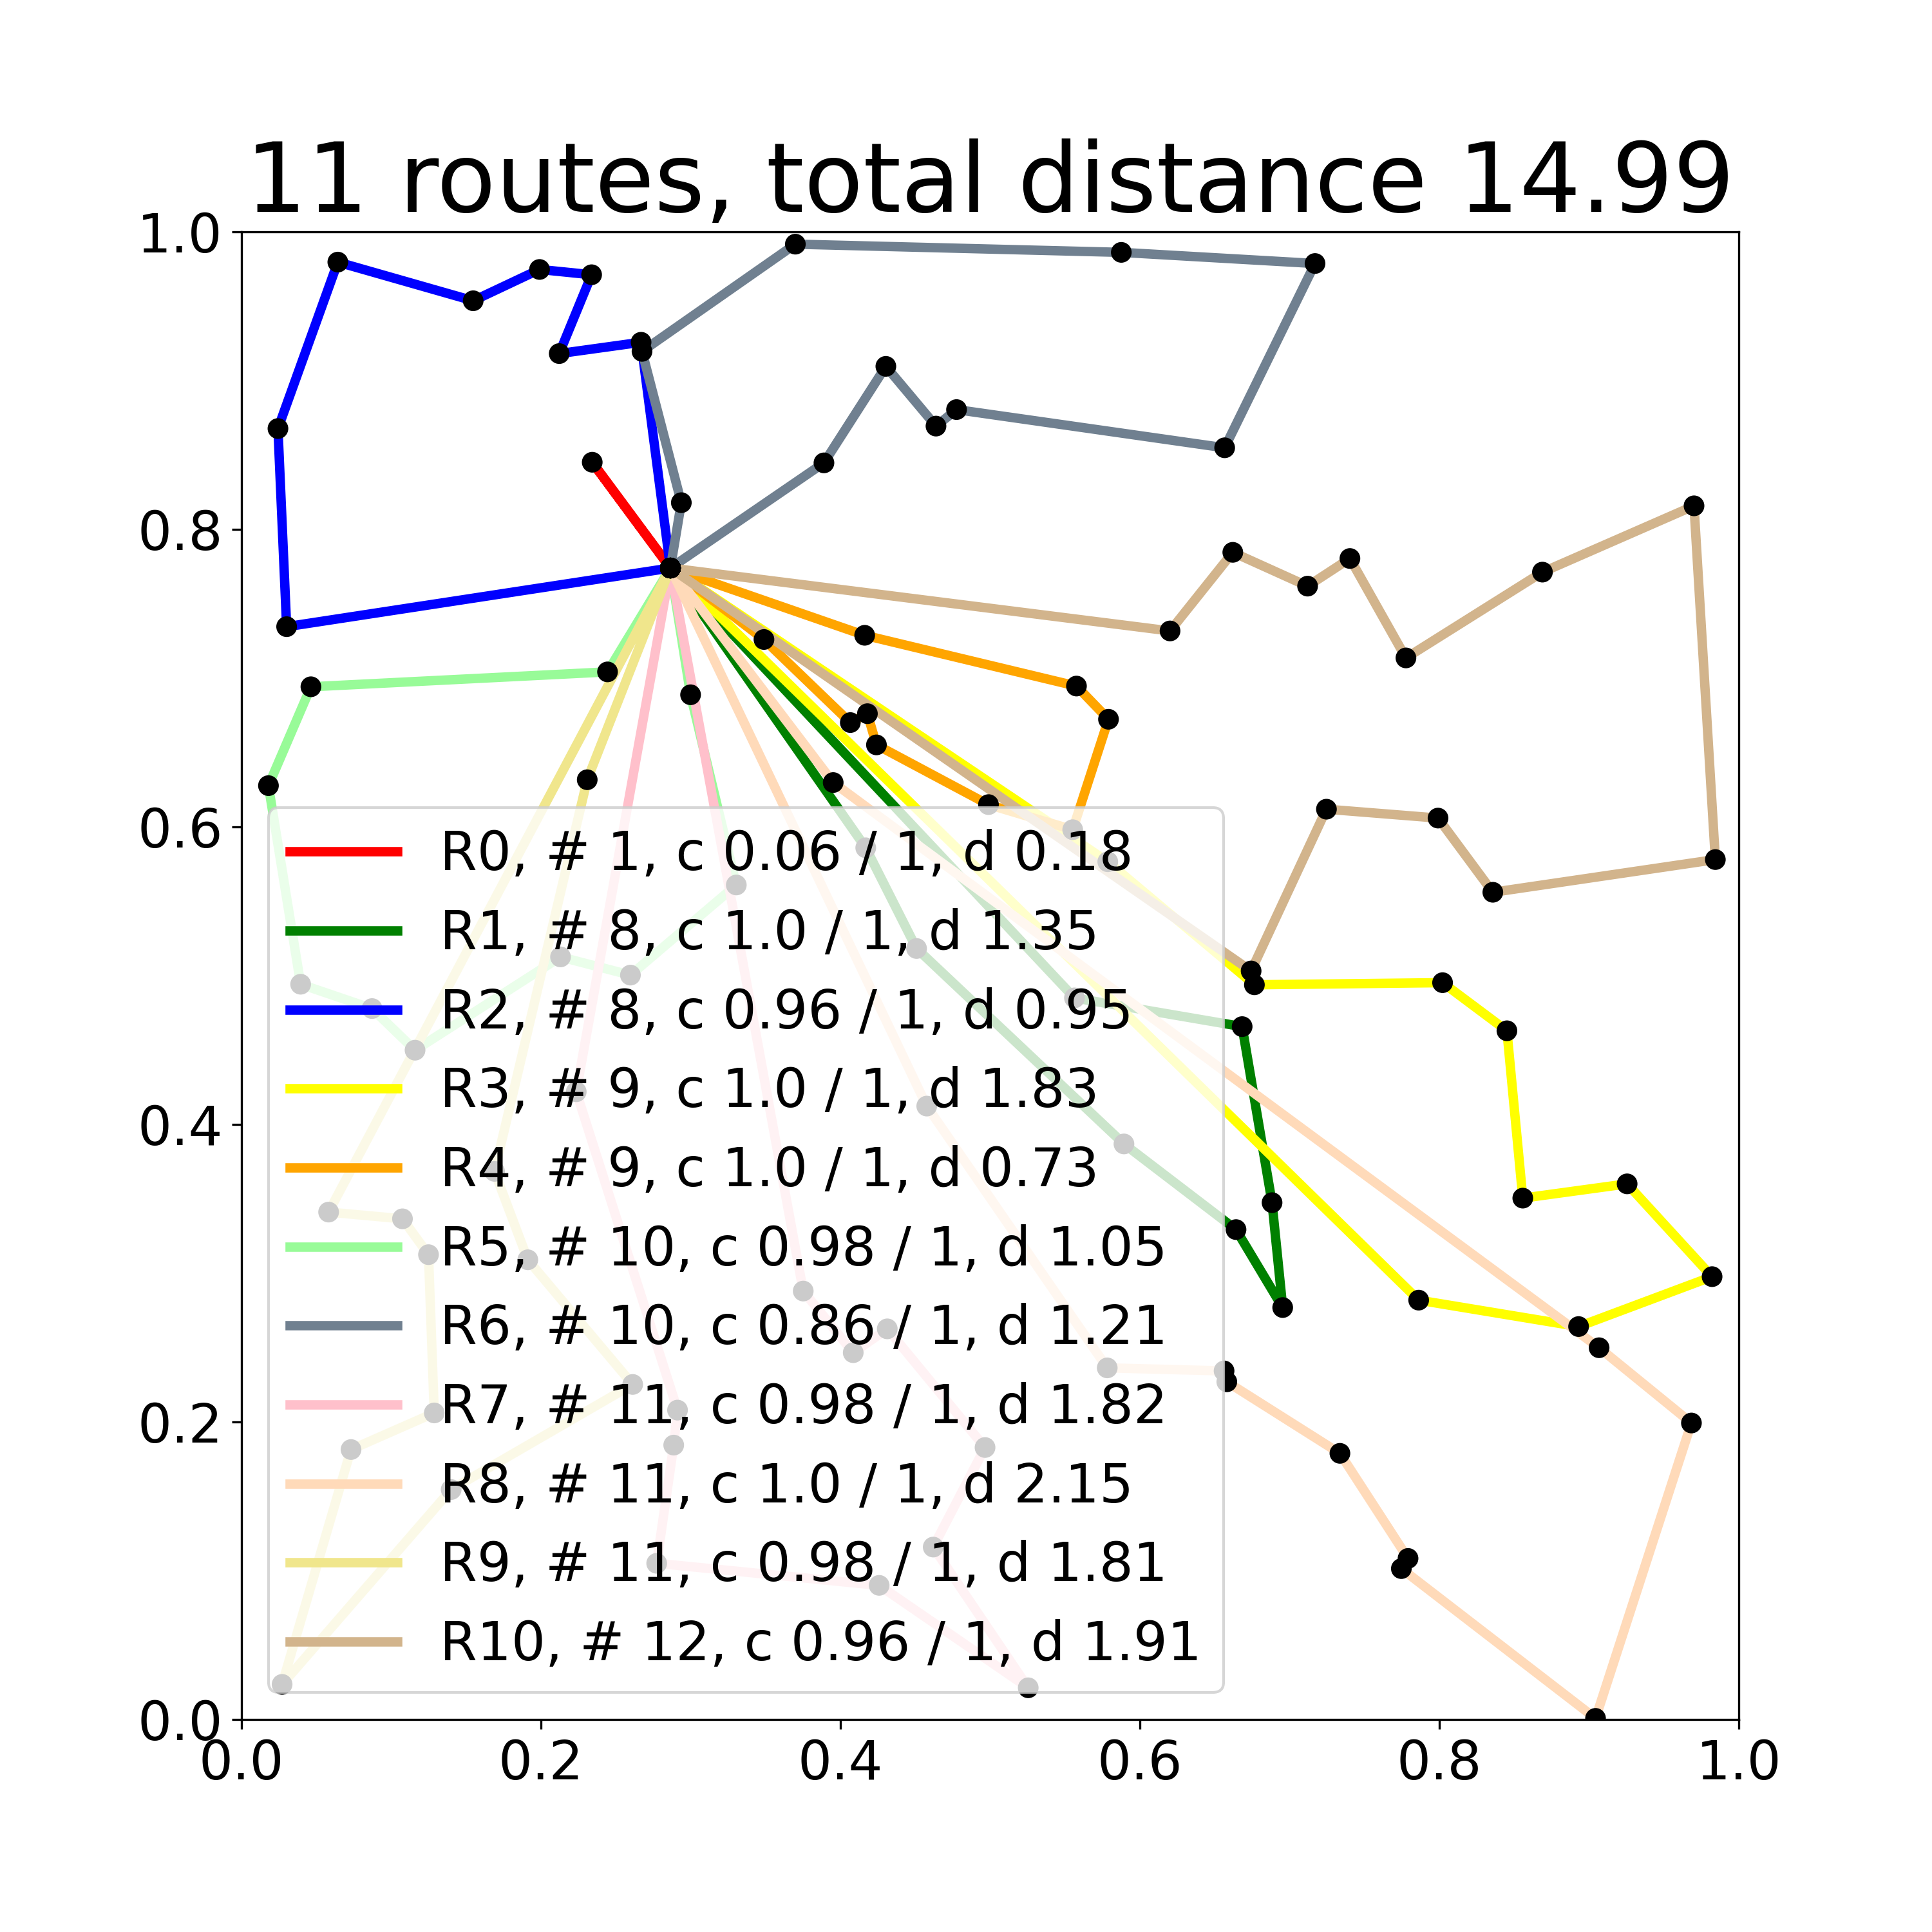 11 routes, total distance 14.99
1.0
0.8
0.6
0.4
0.2
0.0
R0, # 1, c 0.06 / 1, d 0.18
R1, # 8, c 1.0 / 1, d 1.35
R2, # 8, c 0.96 / 1, d 0.95
R3, # 9, c 1.0 / 1, d 1.83
R4, # 9, c 1.0 / 1, d 0.73
R5, # 10, c 0.98 / 1, d 1.05
R6, # 10, c 0.86 / 1, d 1.21
R7, # 11, c 0.98 / 1, d 1.82
R8, # 11, c 1.0 / 1, d 2.15
R9, # 11, c 0.98 / 1, d 1.81
R10, # 12, c 0.96 / 1, d 1.91
0.0 0.2 0.4 0.6 0.8 1.0